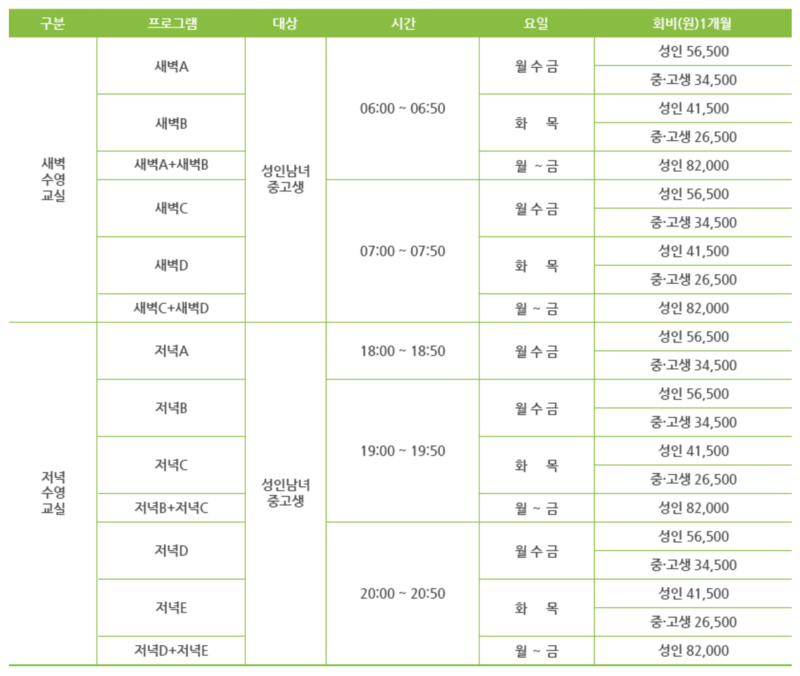 구분 프로그램 대상 시간 요일 회비(원)1개월
새벽
수영
교실
성인남녀
중고생
새벽A 06:00 ~ 06:50 월 수 금 성인 56,500
중·고생 34,500
새벽B 화 목 성인 41,500
중·고생 26,500
새벽A+새벽B 월 ~ 금 성인 82,000
새벽C 07:00 ~ 07:50 월 수 금 성인 56,500
중·고생 34,500
새벽D 화 목 성인 41,500
중·고생 26,500
새벽C+새벽D 월 ~ 금 성인 82,000
저녁
수영
교실
성인남녀
중고생
저녁A 18:00 ~ 18:50 월 수 금 성인 56,500
중·고생 34,500
저녁B 19:00 ~ 19:50 월 수 금 성인 56,500
중·고생 34,500
저녁C 화 목 성인 41,500
중·고생 26,500
저녁B+저녁C 월 ~ 금 성인 82,000
저녁D 20:00 ~ 20:50 월 수 금 성인 56,500
중·고생 34,500
저녁E 화 목 성인 41,500
중·고생 26,500
저녁D+저녁E 월 ~ 금 성인 82,000